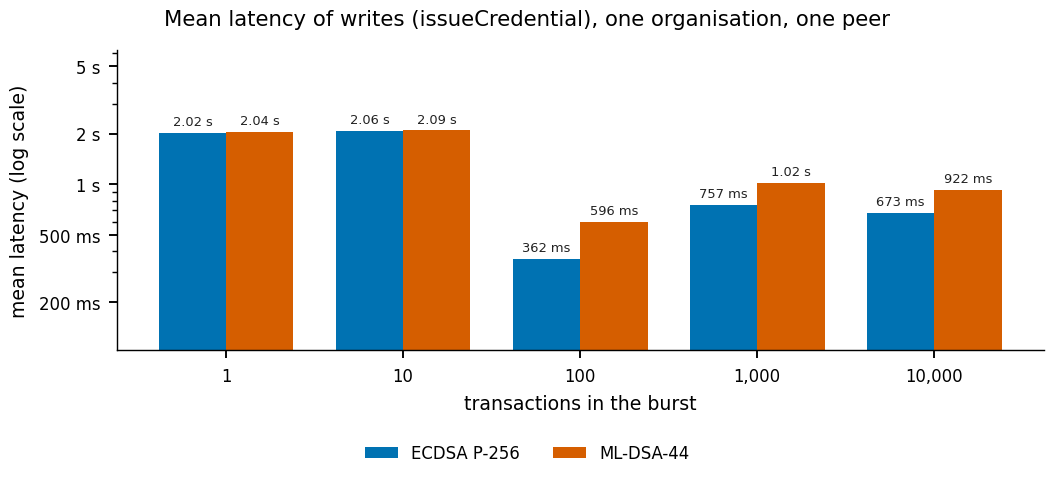 Mean latency of writes (issueCredential), one organisation, one peer
mean latency (log scale)
5 s
2 s
1 s
500 ms
200 ms
2.02 s
2.04 s
2.06 s
2.09 s
362 ms
596 ms
757 ms
1.02 s
673 ms
922 ms
1
10
100
1,000
10,000
transactions in the burst
ECDSA P-256
ML-DSA-44